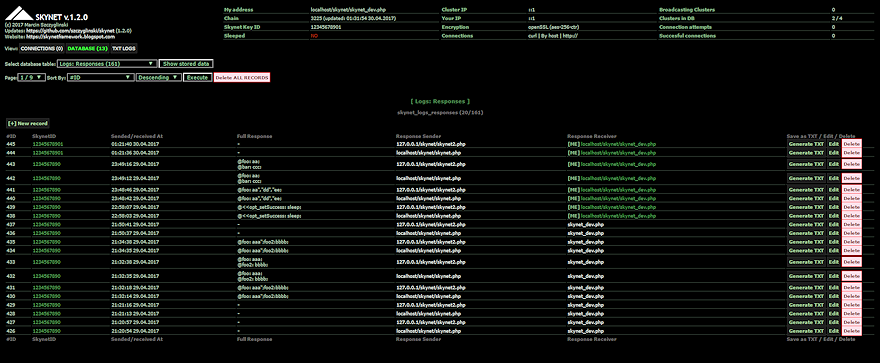 SKYNET v.1.2.0
(c) 2017 Marcin Szczyglinski
Updates: https://github.com/szczyglinski/skynet (1.2.0)
Website: https://skynetframework.blogspot.com
My address localhost/skynet/skynet_dev.php Cluster IP ::1 Broadcasting Clusters 0
Chain 3225 (updated: 01:31:54 30.04.2017) Your IP ::1 Clusters in DB 2 / 4
Skynet Key ID 12345678901 Encryption openSSL (aes-256-ctr) Connection attempts 0
Sleeped NO Connections curl | By host | http:// Succesful connections 0
View: CONNECTIONS (0) DATABASE (13) TXT LOGS
Select database table: Logs: Responses (161) Show stored data
Page: 1 / 9 Sort By: #ID Descending Execute Delete ALL RECORDS
[ Logs: Responses ]
skynet_logs_responses (20/161)
[+] New record
#ID SkynetID Sended/received At Full Response Response Sender Response Receiver Save as TXT / Edit / Delete
445 12345678901 01:21:40 30.04.2017 - 127.0.0.1/skynet/skynet2.php [ME] localhost/skynet/skynet_dev.php Generate TXT Edit Delete
444 12345678901 01:21:36 30.04.2017 - localhost/skynet/skynet.php [ME] localhost/skynet/skynet_dev.php Generate TXT Edit Delete
443 1234567890 23:49:16 29.04.2017 @foo: aa; @bar: ccc; 127.0.0.1/skynet/skynet2.php [ME] localhost/skynet/skynet_dev.php Generate TXT Edit Delete
442 1234567890 23:49:12 29.04.2017 @foo: aa; @bar: ccc; localhost/skynet/skynet.php [ME] localhost/skynet/skynet_dev.php Generate TXT Edit Delete
441 1234567890 23:48:46 29.04.2017 @foo: aa","dd","ee; 127.0.0.1/skynet/skynet2.php [ME] localhost/skynet/skynet_dev.php Generate TXT Edit Delete
440 1234567890 23:48:42 29.04.2017 @foo: aa","dd","ee; localhost/skynet/skynet.php [ME] localhost/skynet/skynet_dev.php Generate TXT Edit Delete
439 1234567890 22:58:07 29.04.2017 @<<opt_setSuccess: sleep; 127.0.0.1/skynet/skynet2.php [ME] localhost/skynet/skynet_dev.php Generate TXT Edit Delete
438 1234567890 22:58:03 29.04.2017 @<<opt_setSuccess: sleep; localhost/skynet/skynet.php [ME] localhost/skynet/skynet_dev.php Generate TXT Edit Delete
437 1234567890 21:50:41 29.04.2017 - 127.0.0.1/skynet/skynet2.php skynet_dev.php Generate TXT Edit Delete
436 1234567890 21:50:37 29.04.2017 - localhost/skynet/skynet.php skynet_dev.php Generate TXT Edit Delete
435 1234567890 21:34:38 29.04.2017 @foo: aaa";foo2:bbbb; 127.0.0.1/skynet/skynet2.php skynet_dev.php Generate TXT Edit Delete
434 1234567890 21:34:35 29.04.2017 @foo: aaa";foo2:bbbb; localhost/skynet/skynet.php skynet_dev.php Generate TXT Edit Delete
433 1234567890 21:32:38 29.04.2017 @foo: aaa; @foo2: bbbb; 127.0.0.1/skynet/skynet2.php skynet_dev.php Generate TXT Edit Delete
432 1234567890 21:32:35 29.04.2017 @foo: aaa; @foo2: bbbb; localhost/skynet/skynet.php skynet_dev.php Generate TXT Edit Delete
431 1234567890 21:32:18 29.04.2017 @foo: aaa";foo2:bbbb; 127.0.0.1/skynet/skynet2.php skynet_dev.php Generate TXT Edit Delete
430 1234567890 21:32:14 29.04.2017 @foo: aaa";foo2:bbbb; localhost/skynet/skynet.php skynet_dev.php Generate TXT Edit Delete
429 1234567890 21:21:16 29.04.2017 - 127.0.0.1/skynet/skynet2.php skynet_dev.php Generate TXT Edit Delete
428 1234567890 21:21:13 29.04.2017 - localhost/skynet/skynet.php skynet_dev.php Generate TXT Edit Delete
427 1234567890 21:20:57 29.04.2017 - 127.0.0.1/skynet/skynet2.php skynet_dev.php Generate TXT Edit Delete
426 1234567890 21:20:54 29.04.2017 - localhost/skynet/skynet.php skynet_dev.php Generate TXT Edit Delete
#ID SkynetID Sended/received At Full Response Response Sender Response Receiver Save as TXT / Edit / Delete